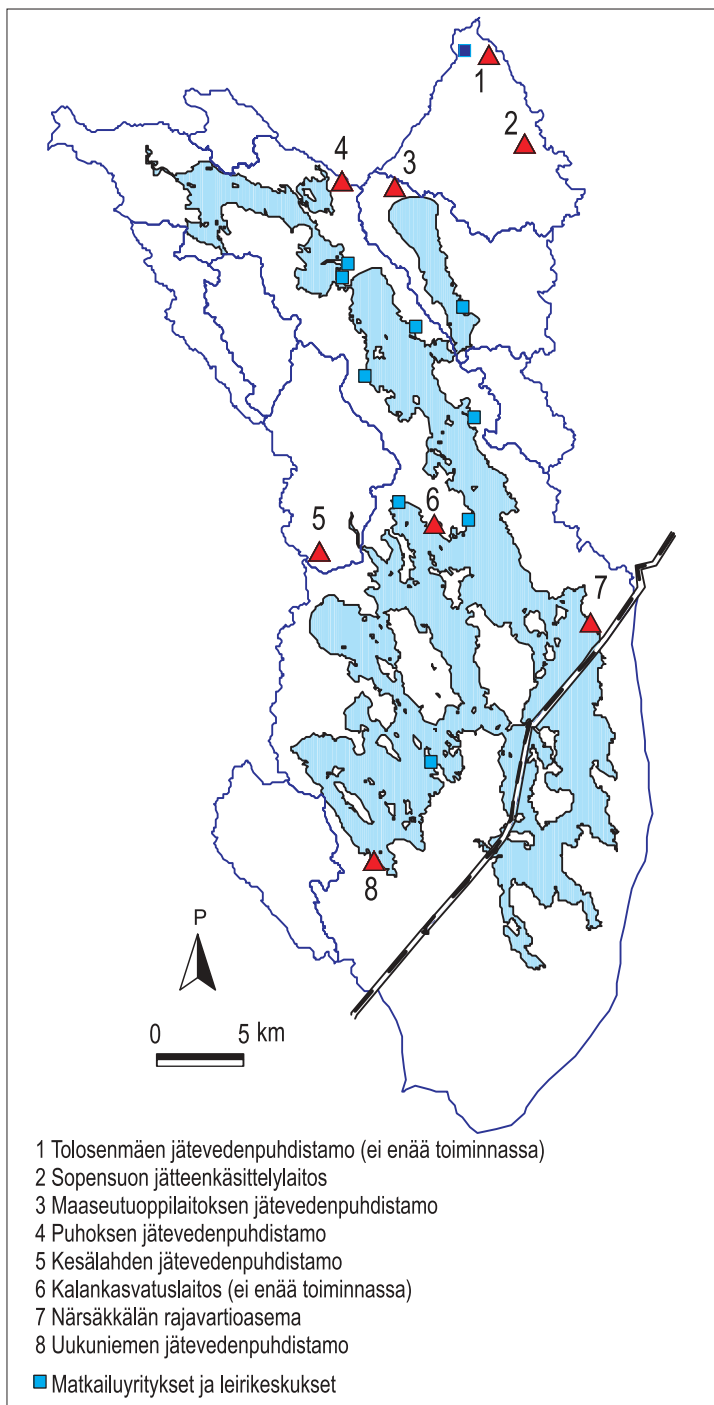 1
2
4
3
6
5
7
8
P
0 5 km
1 Tolosenmäen jätevedenpuhdistamo (ei enää toiminnassa)
2 Sopensuon jätteenkäsittelylaitos
3 Maaseutuoppilaitoksen jätevedenpuhdistamo
4 Puhoksen jätevedenpuhdistamo
5 Kesälahden jätevedenpuhdistamo
6 Kalankasvatuslaitos (ei enää toiminnassa)
7 Närsäkkälän rajavartioasema
8 Uukuniemen jätevedenpuhdistamo
Matkailuyritykset ja leirikeskukset